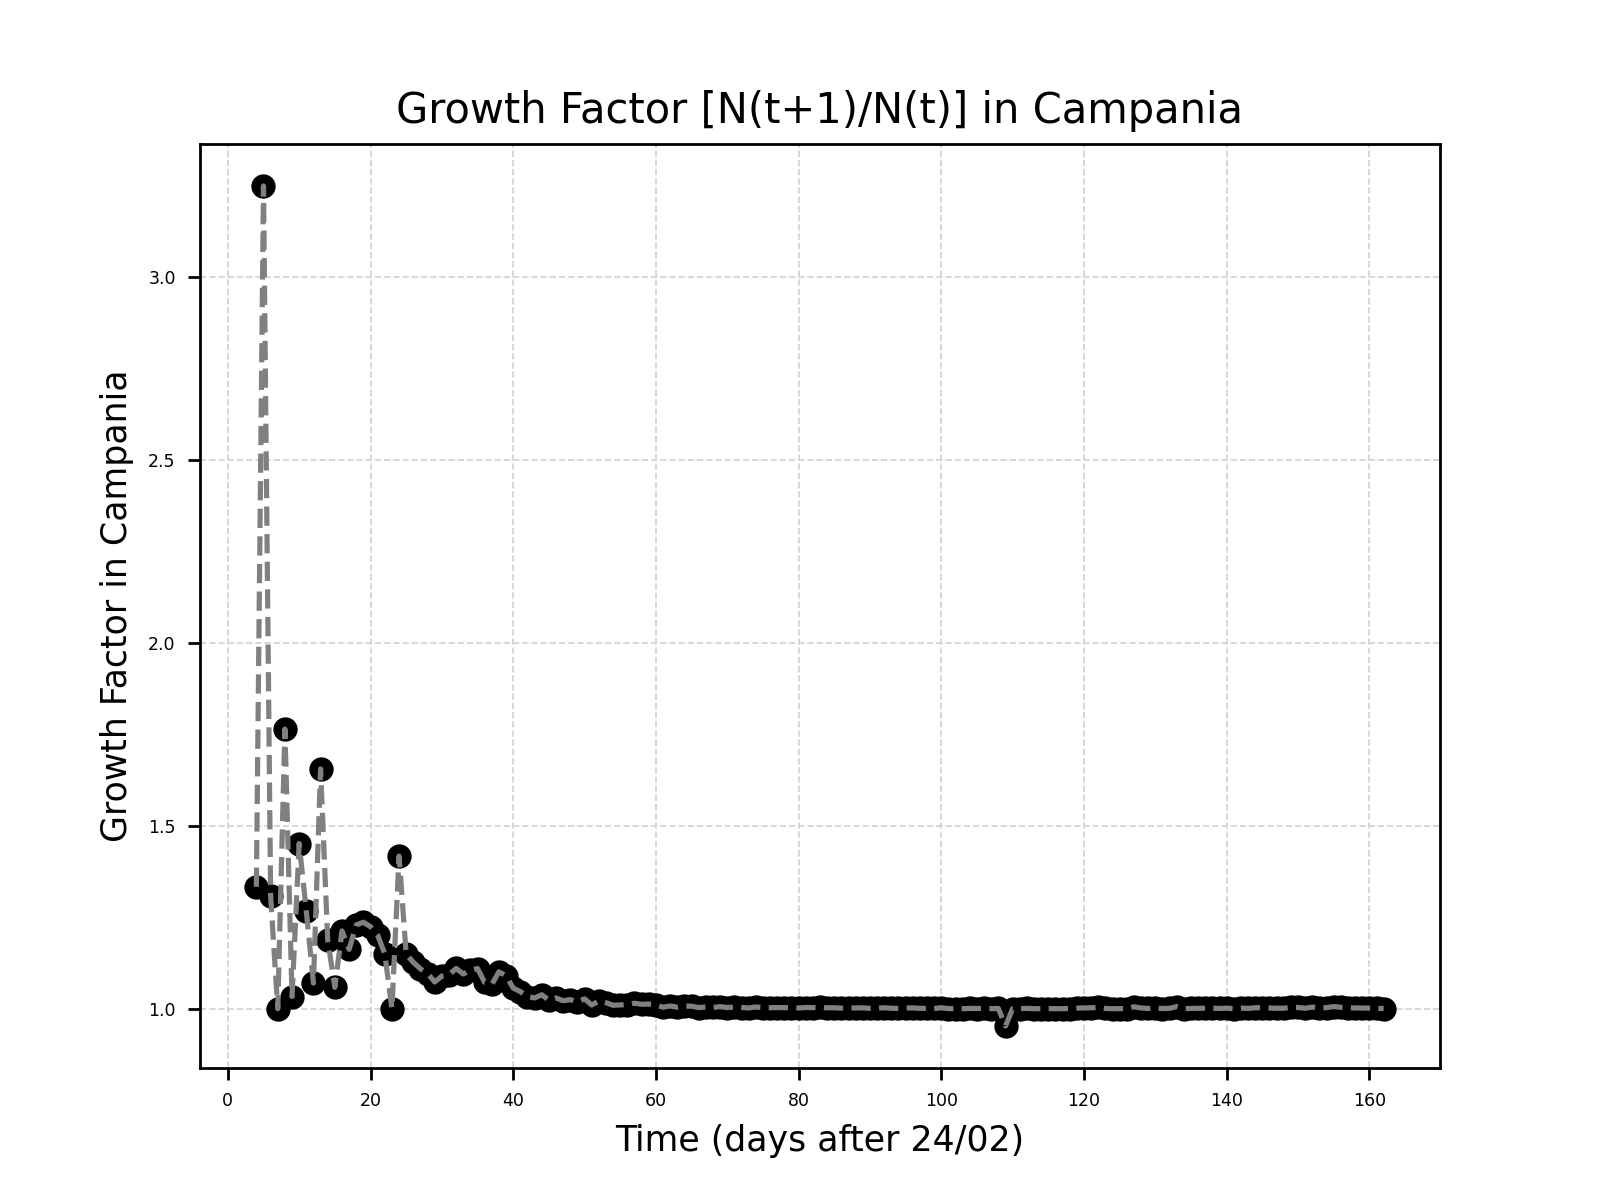 Growth Factor [N(t+1)/N(t)] in Campania
Growth Factor in Campania
3.0
2.5
2.0
1.5
1.0
0 20 40 60 80 100 120 140 160
Time (days after 24/02)